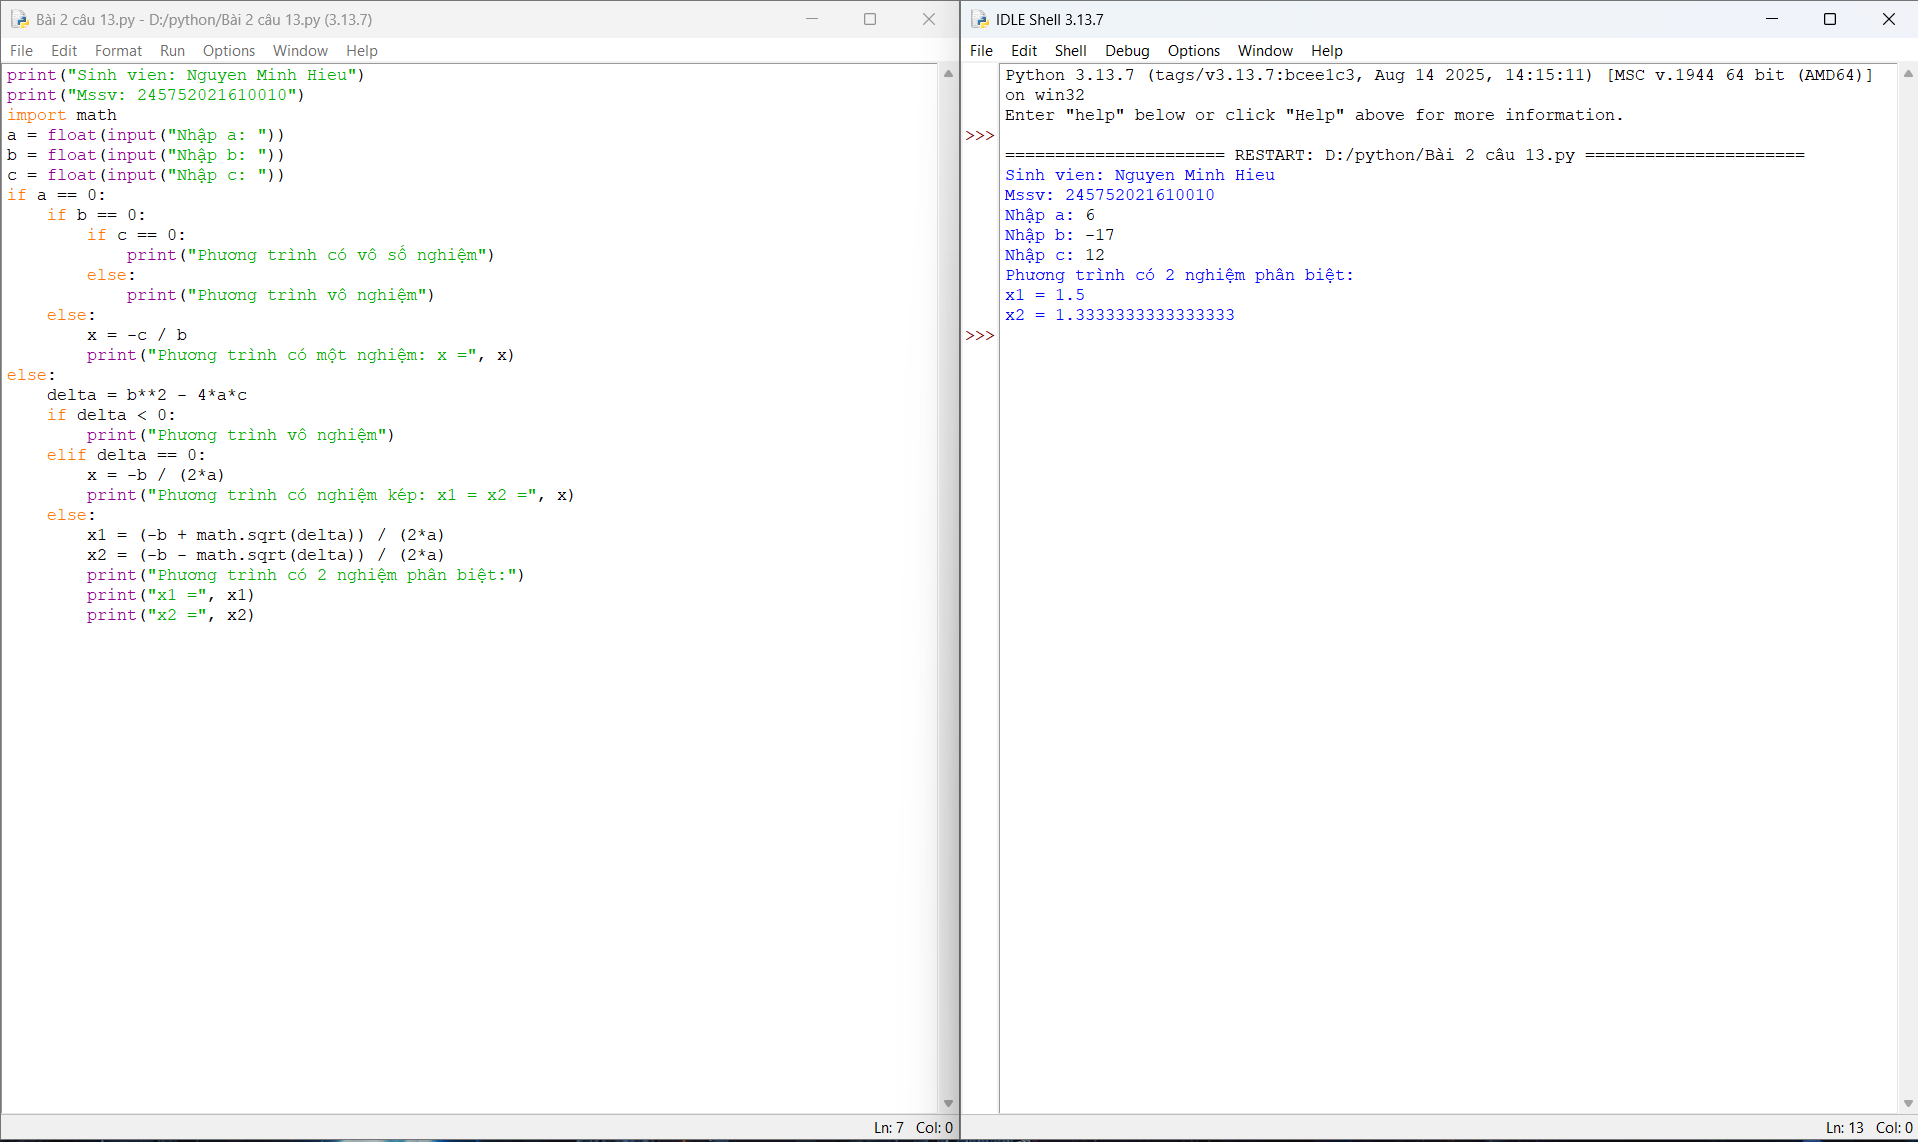 Bài 2 câu 13.py - D:/python/Bài 2 câu 13.py (3.13.7)
File Edit Format Run Options Window Help
print("Sinh vien: Nguyen Minh Hieu")
print("Mssv: 245752021610010")
import math
a = float(input("Nhập a: "))
b = float(input("Nhập b: "))
c = float(input("Nhập c: "))
if a == 0:
    if b == 0:
        if c == 0:
            print("Phương trình có vô số nghiệm")
        else:
            print("Phương trình vô nghiệm")
    else:
        x = -c / b
        print("Phương trình có một nghiệm: x =", x)
else:
    delta = b**2 - 4*a*c
    if delta < 0:
        print("Phương trình vô nghiệm")
    elif delta == 0:
        x = -b / (2*a)
        print("Phương trình có nghiệm kép: x1 = x2 =", x)
    else:
        x1 = (-b + math.sqrt(delta)) / (2*a)
        x2 = (-b - math.sqrt(delta)) / (2*a)
        print("Phương trình có 2 nghiệm phân biệt:")
        print("x1 =", x1)
        print("x2 =", x2)
Ln: 7 Col: 0
IDLE Shell 3.13.7
File Edit Shell Debug Options Window Help
Python 3.13.7 (tags/v3.13.7:bcee1c3, Aug 14 2025, 14:15:11) [MSC v.1944 64 bit (AMD64)]
on win32
Enter "help" below or click "Help" above for more information.
>>>
====================== RESTART: D:/python/Bài 2 câu 13.py ======================
Sinh vien: Nguyen Minh Hieu
Mssv: 245752021610010
Nhập a: 6
Nhập b: -17
Nhập c: 12
Phương trình có 2 nghiệm phân biệt:
x1 = 1.5
x2 = 1.3333333333333333
>>>
Ln: 13 Col: 0